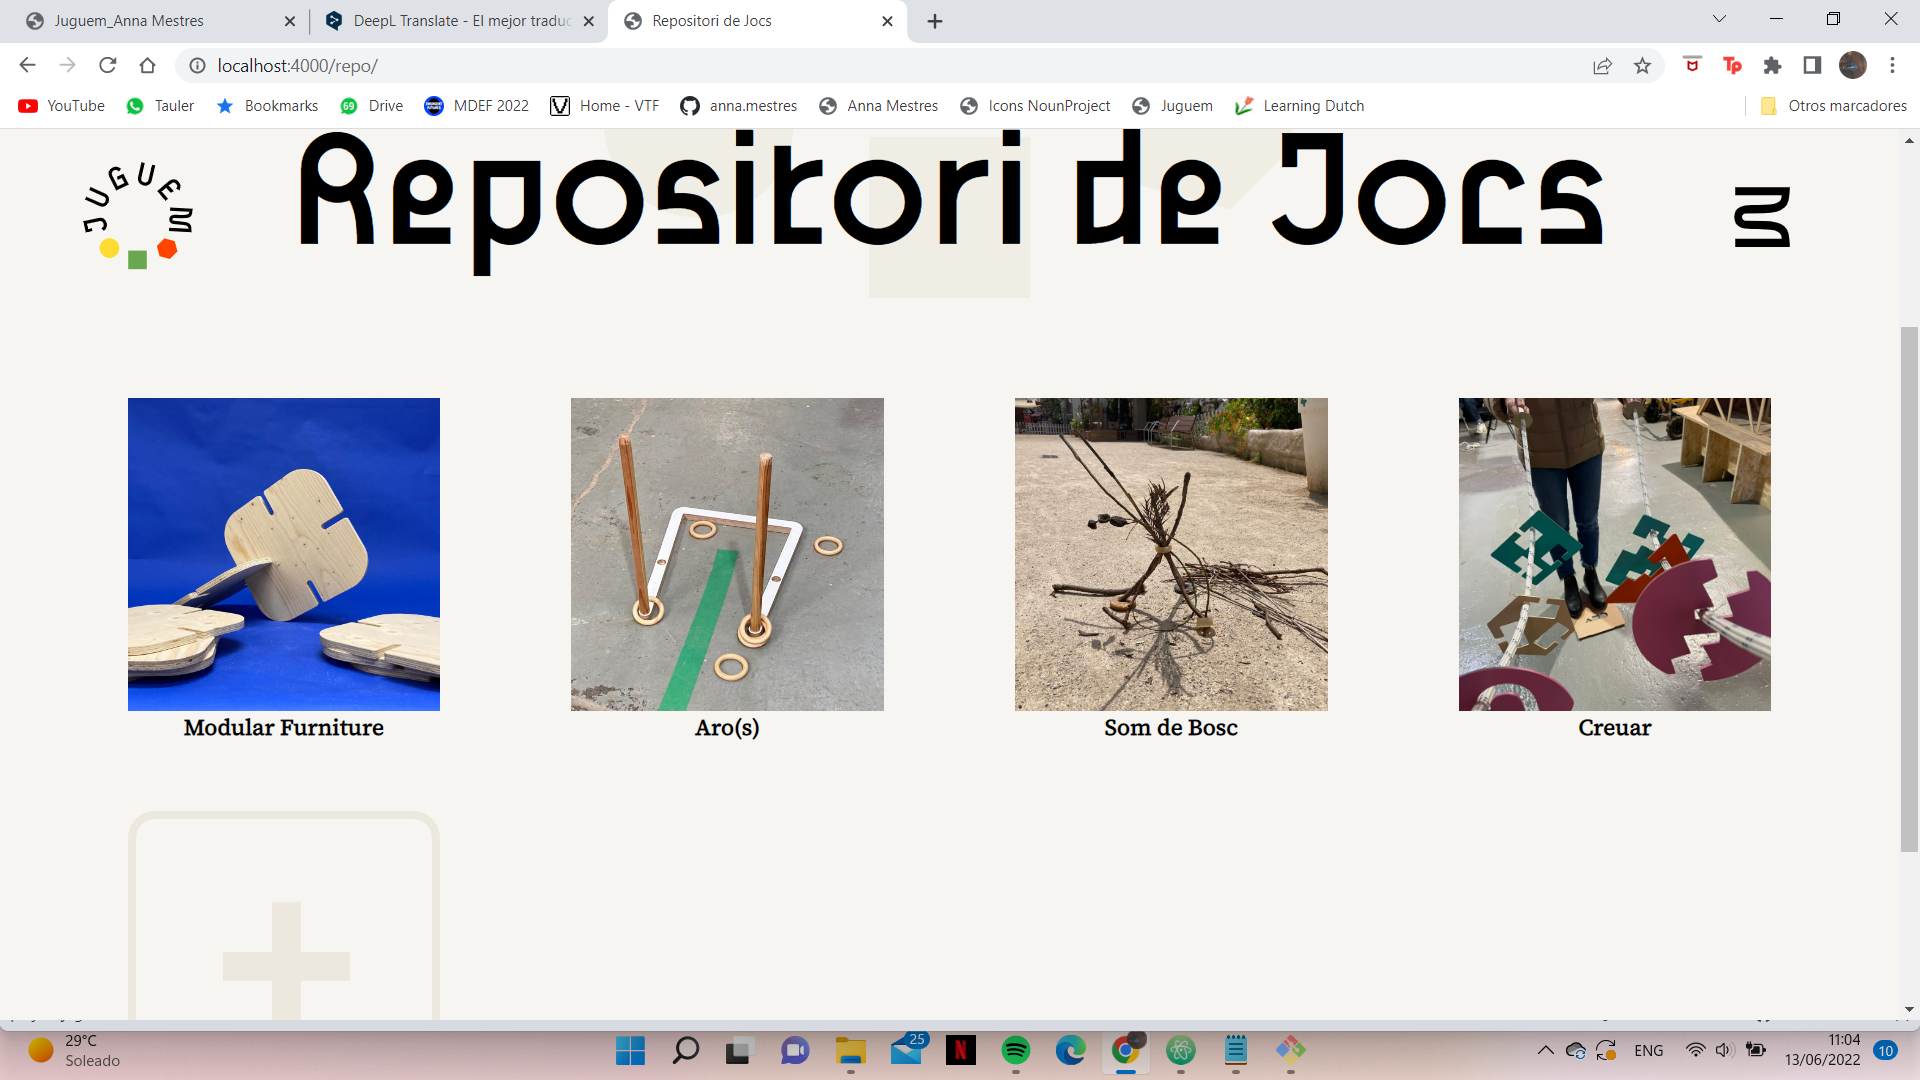 Juguem_Anna Mestres
DeepL Translate - El mejor traduc
Repositori de Jocs
localhost:4000/repo/
YouTube
Tauler
Bookmarks
69
Drive
MDEF 2022
Home - VTF
anna.mestres
Anna Mestres
Icons NounProject
Juguem
Learning Dutch
Otros marcadores
Tp
JUGUEM
Repositori de Jocs
Modular Furniture
Aro(s)
Som de Bosc
Creuar
29°C
Soleado
25
N
ENG
11:04
13/06/2022
10